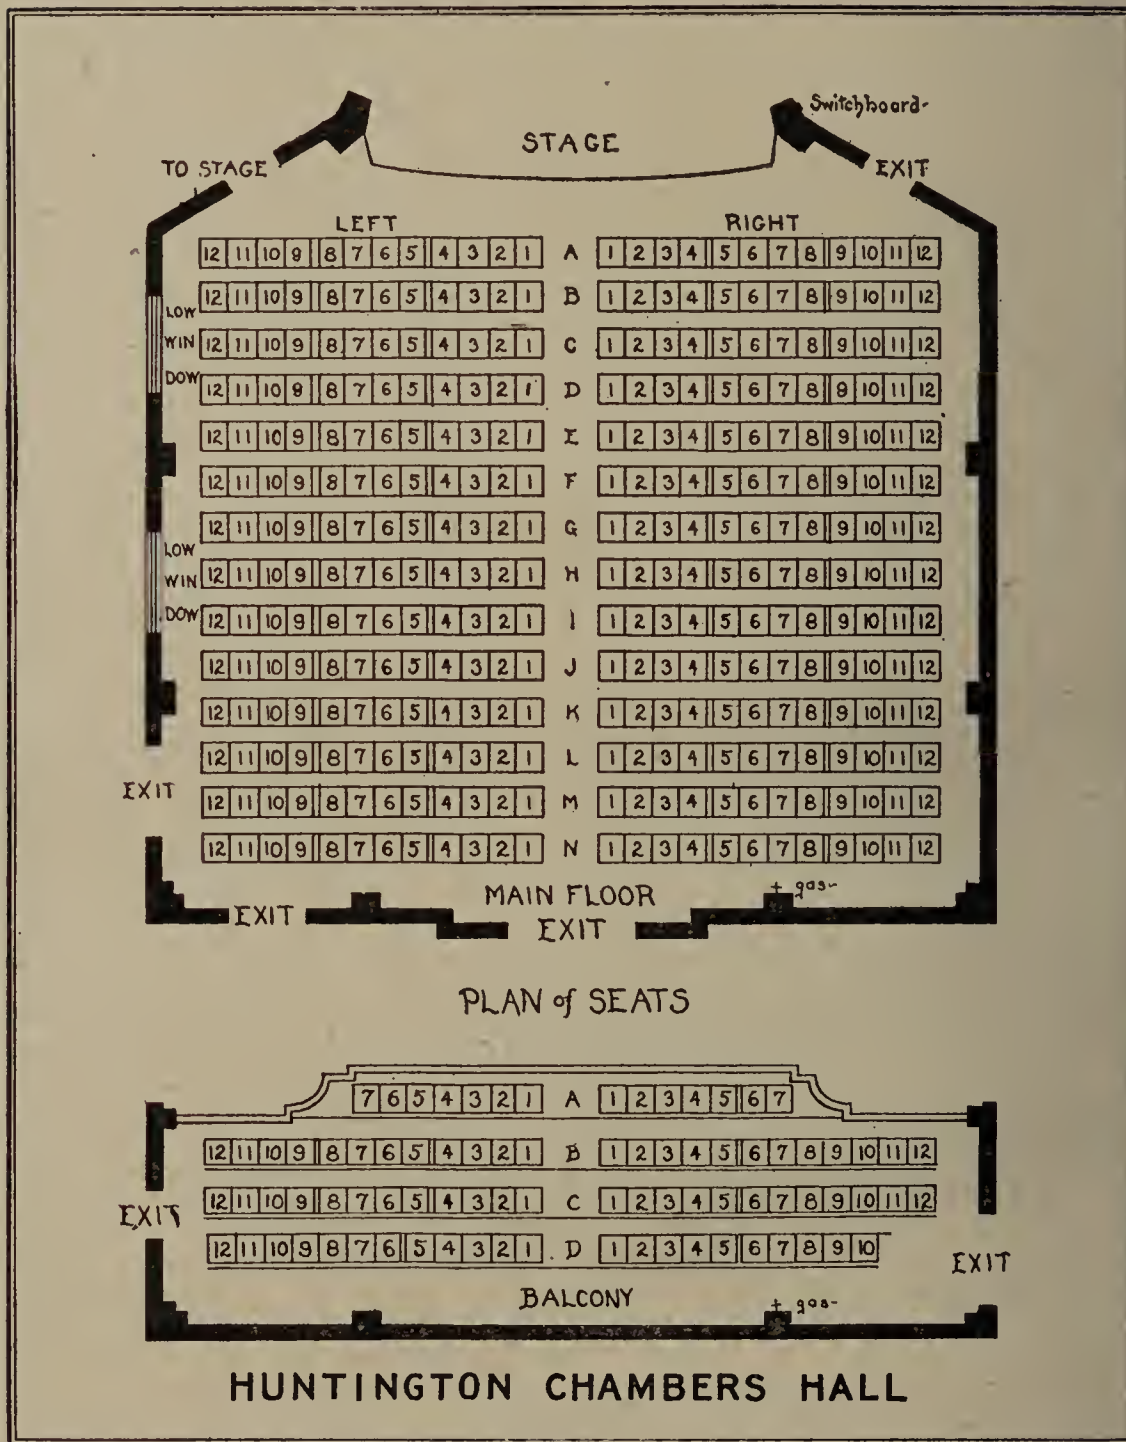 Switchboard-
STAGE
TO STAGE EXIT
LEFT RIGHT
12 11 10 9 8 7 6 5 4 3 2 1 A 1 2 3 4 5 6 7 8 9 10 11 12
12 11 10 9 8 7 6 5 4 3 2 1 B 1 2 3 4 5 6 7 8 9 10 11 12
LOW
WIN 12 11 10 9 8 7 6 5 4 3 2 1 C 1 2 3 4 5 6 7 8 9 10 11 12
DOW 12 11 10 9 8 7 6 5 4 3 2 1 D 1 2 3 4 5 6 7 8 9 10 11 12
12 11 10 9 8 7 6 5 4 3 2 1 E 1 2 3 4 5 6 7 8 9 10 11 12
12 11 10 9 8 7 6 5 4 3 2 1 F 1 2 3 4 5 6 7 8 9 10 11 12
12 11 10 9 8 7 6 5 4 3 2 1 G 1 2 3 4 5 6 7 8 9 10 11 12
LOW
WIN 12 11 10 9 8 7 6 5 4 3 2 1 H 1 2 3 4 5 6 7 8 9 10 11 12
DOW 12 11 10 9 8 7 6 5 4 3 2 1 I 1 2 3 4 5 6 7 8 9 10 11 12
12 11 10 9 8 7 6 5 4 3 2 1 J 1 2 3 4 5 6 7 8 9 10 11 12
12 11 10 9 8 7 6 5 4 3 2 1 K 1 2 3 4 5 6 7 8 9 10 11 12
12 11 10 9 8 7 6 5 4 3 2 1 L 1 2 3 4 5 6 7 8 9 10 11 12
EXIT
12 11 10 9 8 7 6 5 4 3 2 1 M 1 2 3 4 5 6 7 8 9 10 11 12
12 11 10 9 8 7 6 5 4 3 2 1 N 1 2 3 4 5 6 7 8 9 10 11 12
MAIN FLOOR + gas-
EXIT EXIT
PLAN of SEATS
7 6 5 4 3 2 1 A 1 2 3 4 5 6 7
12 11 10 9 8 7 6 5 4 3 2 1 B 1 2 3 4 5 6 7 8 9 10 11 12
EXIT 12 11 10 9 8 7 6 5 4 3 2 1 C 1 2 3 4 5 6 7 8 9 10 11 12
12 11 10 9 8 7 6 5 4 3 2 1 D 1 2 3 4 5 6 7 8 9 10 EXIT
BALCONY + gas-
HUNTINGTON CHAMBERS HALL